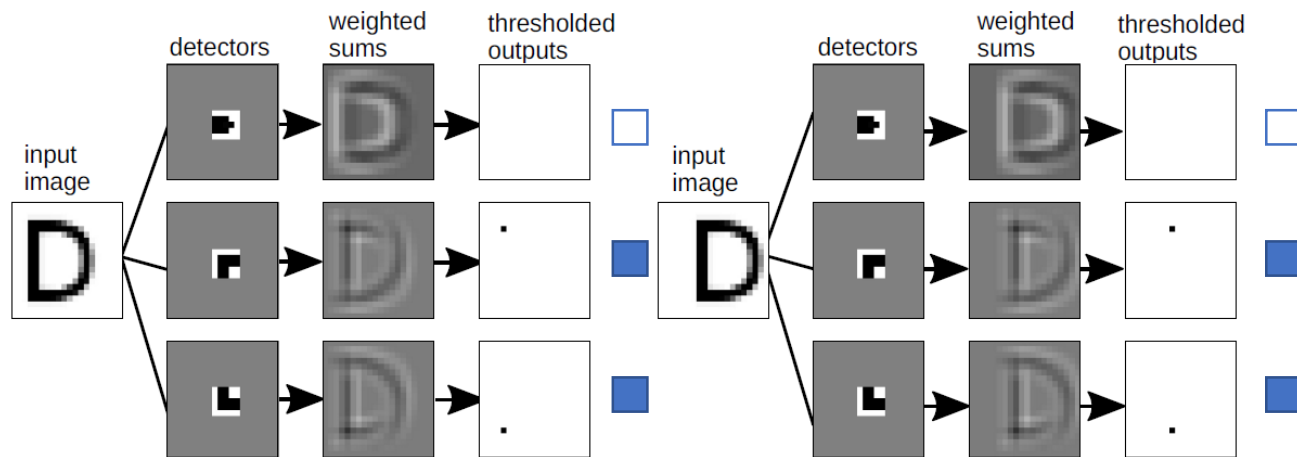 detectors
weighted
sums
thresholded
outputs
input
image
D
detectors
weighted
sums
thresholded
outputs
input
image
D